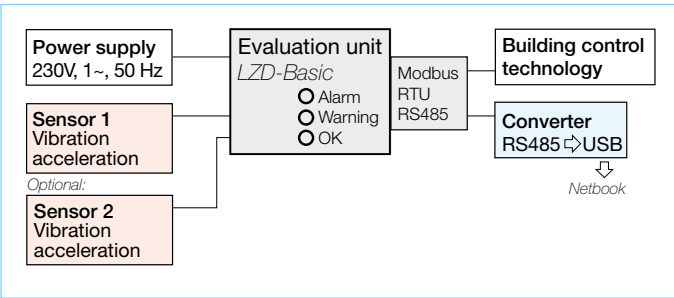 Power supply
230V, 1~, 50 Hz
Sensor 1
Vibration
acceleration
Optional:
Sensor 2
Vibration
acceleration
Evaluation unit
LZD-Basic
Alarm
Warning
OK
Modbus
RTU
RS485
Building control
technology
Converter
RS485 ⇨ USB
Netbook